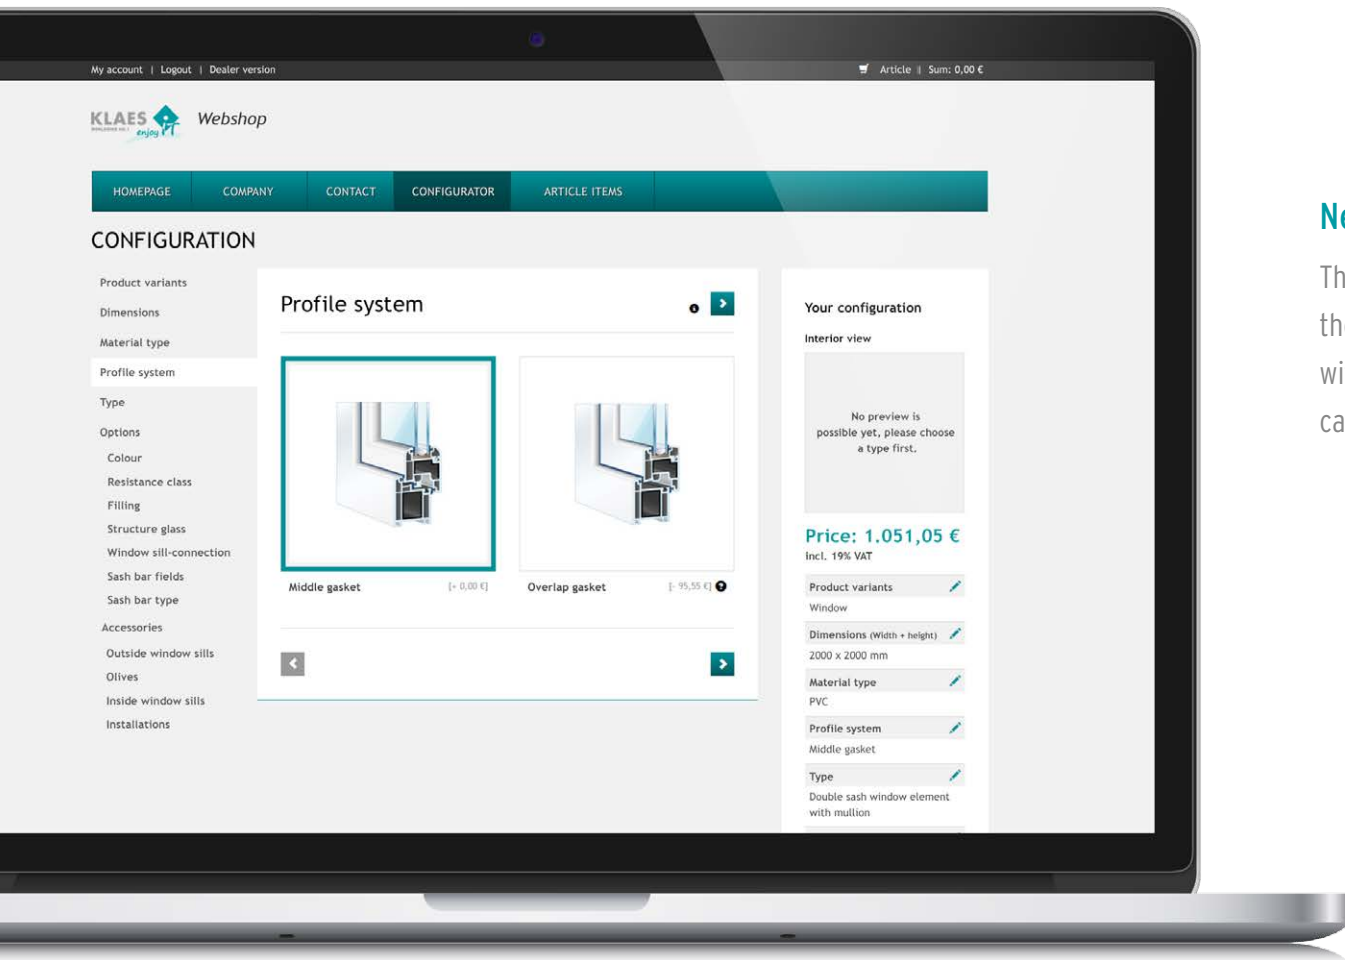 My account | Logout | Dealer version
Article || Sum: 0,00 €
KLAES
enjoy IT
Webshop
HOMEPAGE COMPANY CONTACT CONFIGURATOR ARTICLE ITEMS
CONFIGURATION
Product variants
Dimensions
Material type
Profile system
Type
Options
Colour
Resistance class
Filling
Structure glass
Window sill-connection
Sash bar fields
Sash bar type
Accessories
Outside window sills
Olives
Inside window sills
Installations
Profile system
Middle gasket [+ 0,00 €]
Overlap gasket [- 95,55 €]
Your configuration
Interior view
No preview is
possible yet, please choose
a type first.
Price: 1.051,05 €
incl. 19% VAT
Product variants
Window
Dimensions (Width + height)
2000 x 2000 mm
Material type
PVC
Profile system
Middle gasket
Type
Double sash window element
with mullion